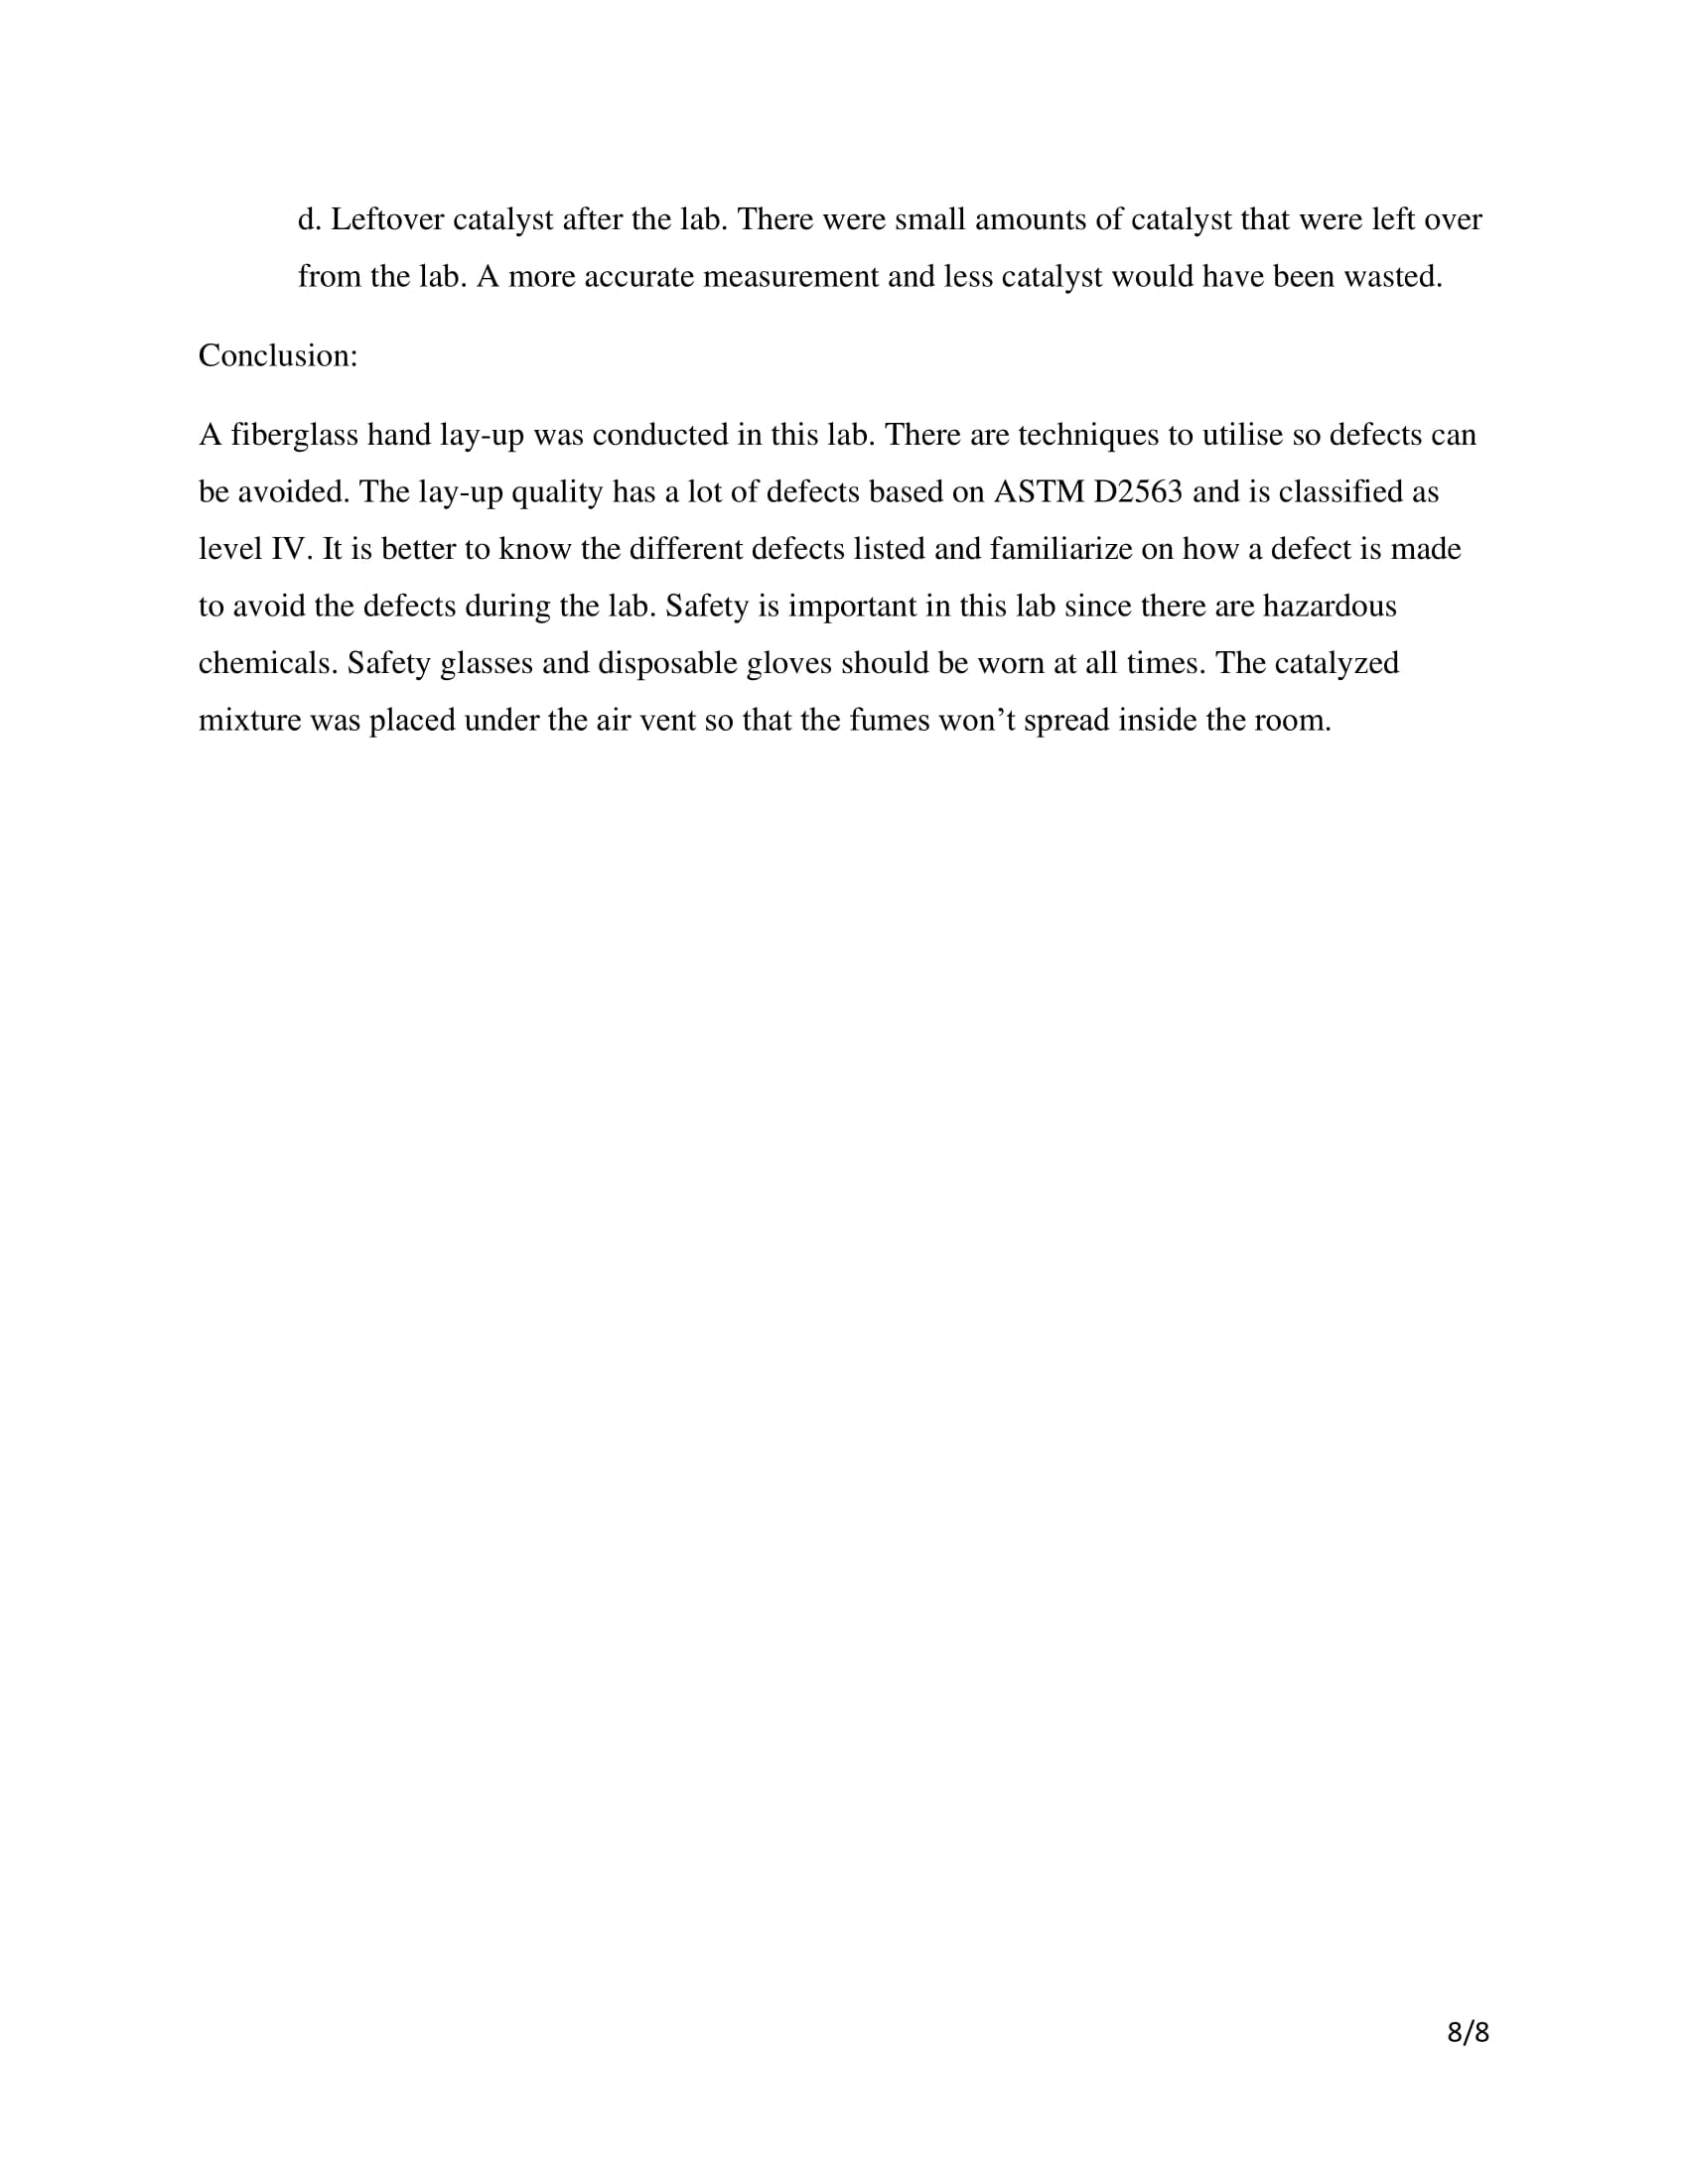 d. Leftover catalyst after the lab. There were small amounts of catalyst that were left over
from the lab. A more accurate measurement and less catalyst would have been wasted.
Conclusion:
A fiberglass hand lay-up was conducted in this lab. There are techniques to utilise so defects can
be avoided. The lay-up quality has a lot of defects based on ASTM D2563 and is classified as
level IV. It is better to know the different defects listed and familiarize on how a defect is made
to avoid the defects during the lab. Safety is important in this lab since there are hazardous
chemicals. Safety glasses and disposable gloves should be worn at all times. The catalyzed
mixture was placed under the air vent so that the fumes won’t spread inside the room.
8/8